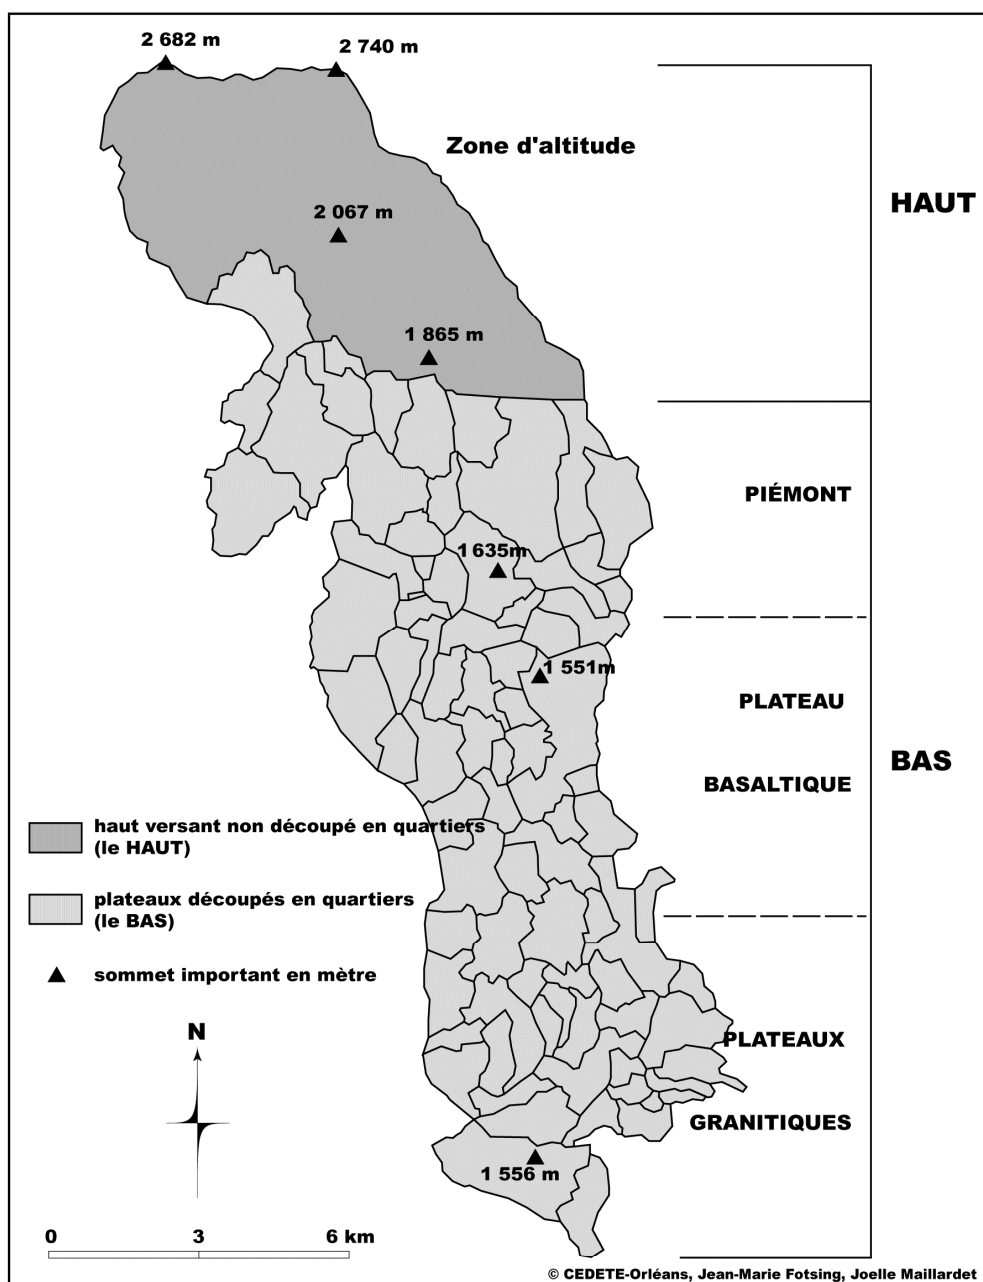 2 682 m
2 740 m
Zone d'altitude
HAUT
2 067 m
1 865 m
PIÉMONT
1 635m
1 551m
PLATEAU
BAS
BASALTIQUE
haut versant non découpé en quartiers
(le HAUT)
plateaux découpés en quartiers
(le BAS)
sommet important en mètre
N
PLATEAUX
GRANITIQUES
1 556 m
0 3 6 km
© CEDETE-Orléans, Jean-Marie Fotsing, Joelle Maillardet